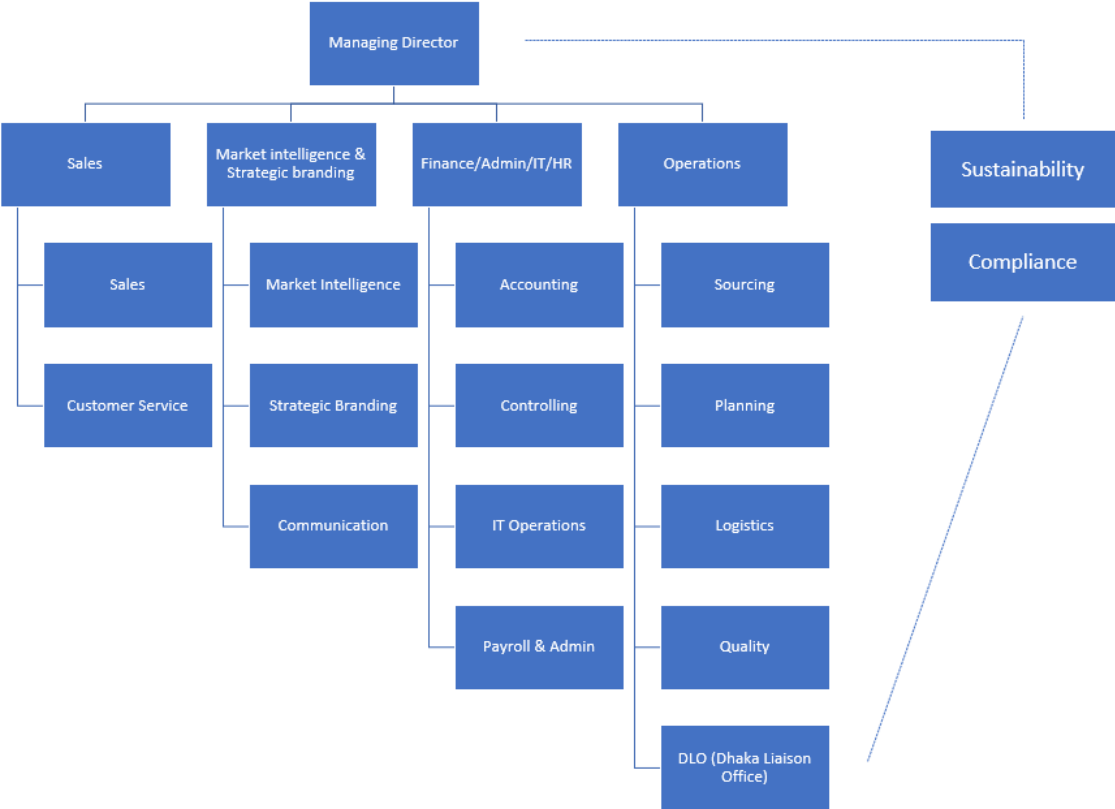 Managing Director
Sales
Market intelligence &
Strategic branding
Finance/Admin/IT/HR
Operations
Sustainability
Compliance
Sales
Market Intelligence
Accounting
Sourcing
Customer Service
Strategic Branding
Controlling
Planning
Communication
IT Operations
Logistics
Payroll & Admin
Quality
DLO (Dhaka Liaison
Office)